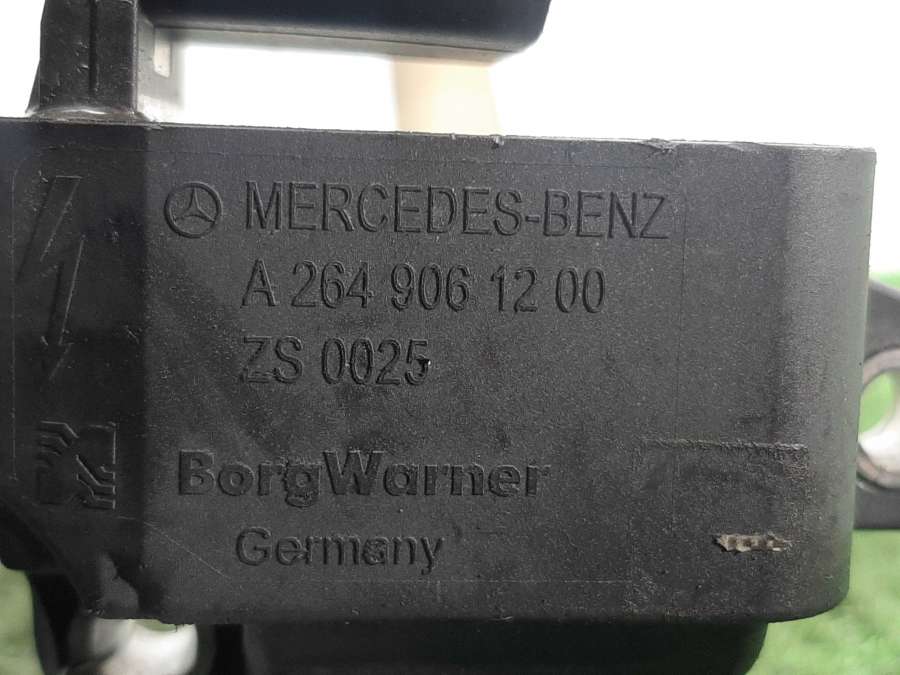 MERCEDES-BENZ
A 264 906 12 00
ZS 0025
BorgWarner
Germany